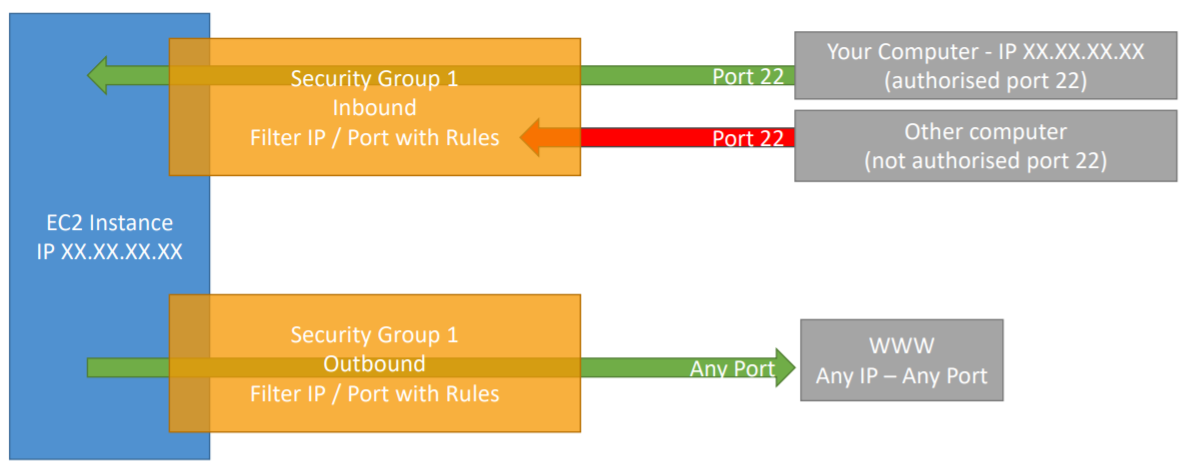 Your Computer - IP XX.XX.XX.XX
(authorised port 22)
Port 22
Security Group 1
Inbound
Filter IP / Port with Rules
Port 22
Other computer
(not authorised port 22)
EC2 Instance
IP XX.XX.XX.XX
Security Group 1
Outbound
Filter IP / Port with Rules
Any Port
WWW
Any IP – Any Port